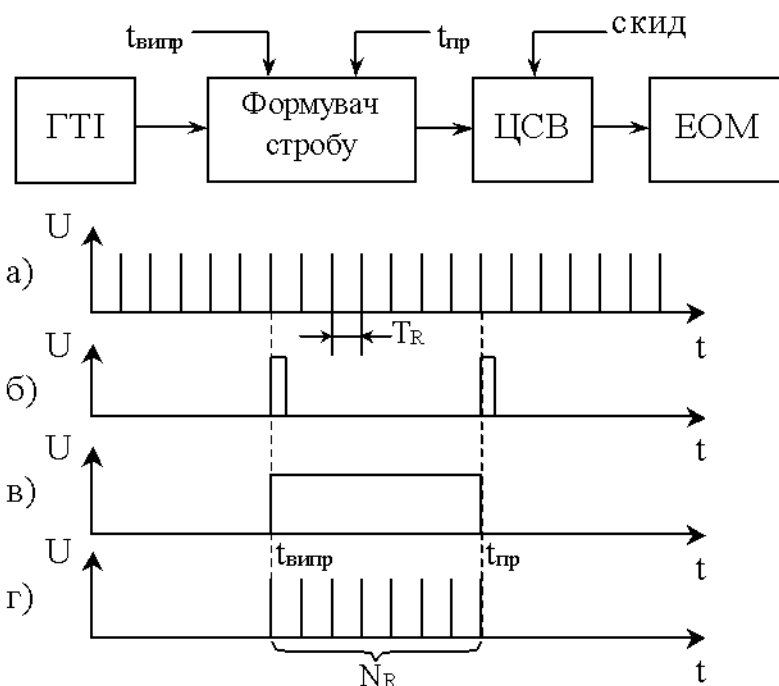 tвипр
tпр
скид
ГТІ
Формувач
стробу
ЦСВ
ЕОМ
U
а)
TR
t
U
б)
t
U
в)
t
tвипр
tпр
U
г)
t
NR